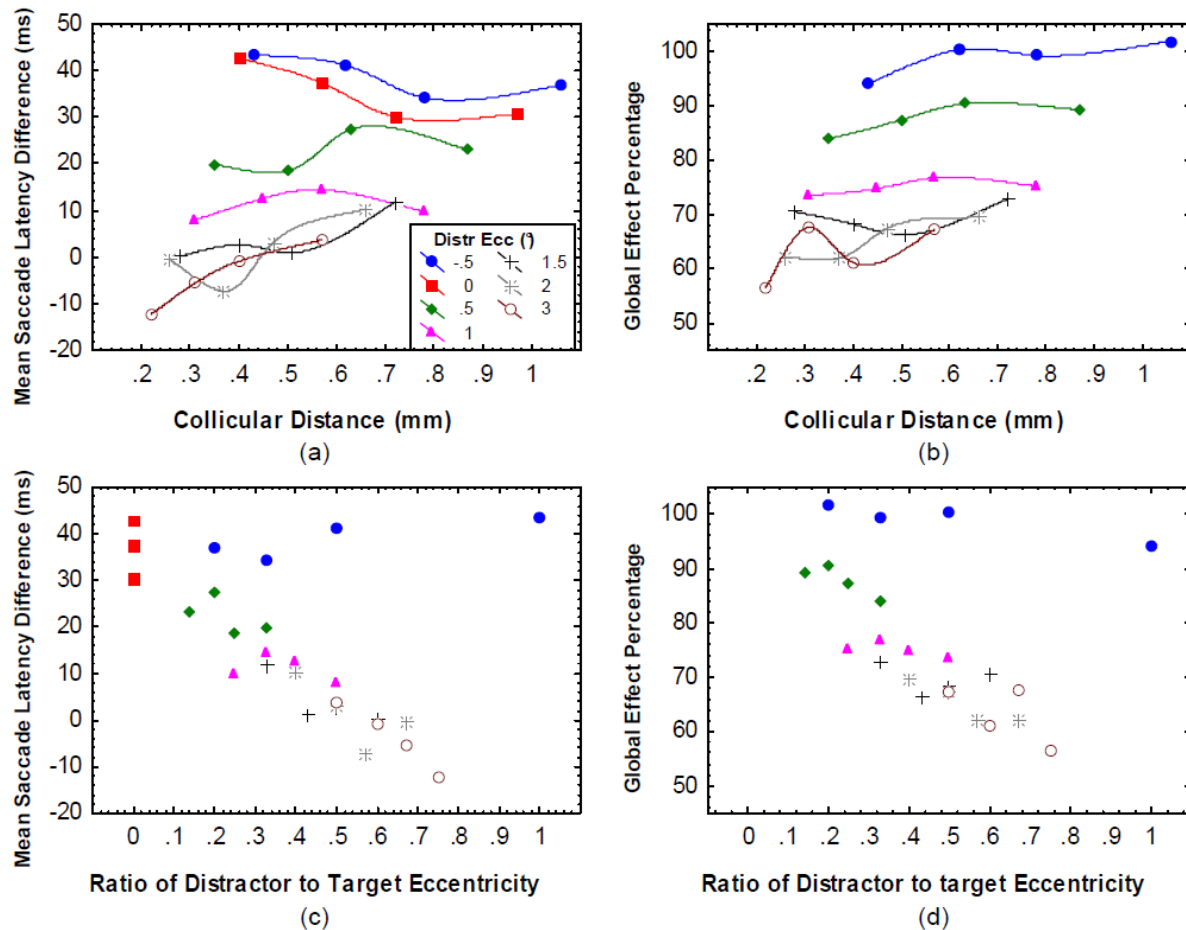 Mean Saccade Latency Difference (ms)
50
40
30
20
10
0
-10
-20
.2 .3 .4 .5 .6 .7 .8 .9 1
Collicular Distance (mm)
(a)
Distr Ecc (°)
-.5 1.5
0 2
.5 3
1
Global Effect Percentage
100
90
80
70
60
50
.2 .3 .4 .5 .6 .7 .8 .9 1
Collicular Distance (mm)
(b)
Mean Saccade Latency Difference (ms)
50
40
30
20
10
0
-10
-20
0 .1 .2 .3 .4 .5 .6 .7 .8 .9 1
Ratio of Distractor to Target Eccentricity
(c)
Global Effect Percentage
100
90
80
70
60
50
0 .1 .2 .3 .4 .5 .6 .7 .8 .9 1
Ratio of Distractor to target Eccentricity
(d)